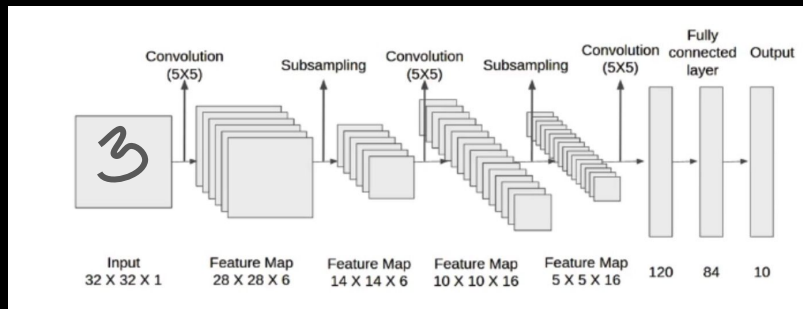 Convolution
(5X5)
Subsampling
Convolution
(5X5)
Subsampling
Convolution
(5X5)
Fully
connected
layer
Output
3
Input
32 X 32 X 1
Feature Map
28 X 28 X 6
Feature Map
14 X 14 X 6
Feature Map
10 X 10 X 16
Feature Map
5 X 5 X 16
120
84
10